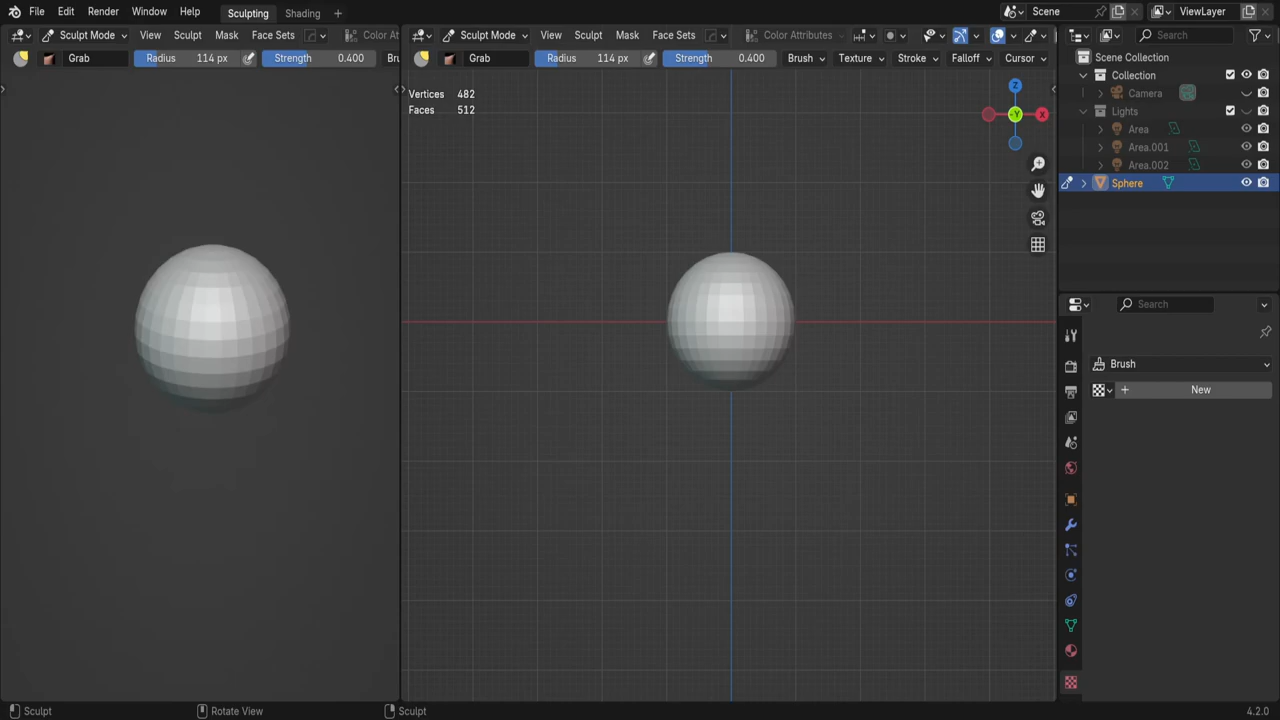 File Edit Render Window Help Sculpting Shading + Scene ViewLayer
Sculpt Mode View Sculpt Mask Face Sets Color At
Sculpt Mode View Sculpt Mask Face Sets Color Attributes
Grab Radius 114 px Strength 0.400 Bru
Grab Radius 114 px Strength 0.400 Brush Texture Stroke Falloff Cursor
Vertices 482
Faces 512
Z
-Y
X
Search
Scene Collection
Collection
Camera
Lights
Area
Area.001
Area.002
Sphere
Search
Brush
+ New
Sculpt Rotate View Sculpt 4.2.0